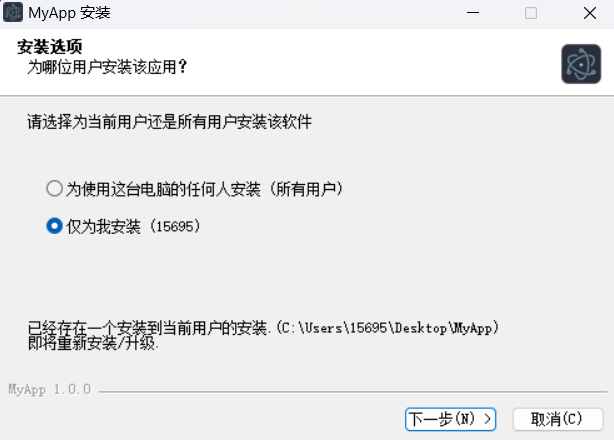 MyApp 安装
安装选项
为哪位用户安装该应用？
请选择为当前用户还是所有用户安装该软件
为使用这台电脑的任何人安装（所有用户）
仅为我安装（15695）
已经存在一个安装到当前用户的安装.(C:\Users\15695\Desktop\MyApp)
即将重新安装/升级.
MyApp 1.0.0
下一步(N) >
取消(C)